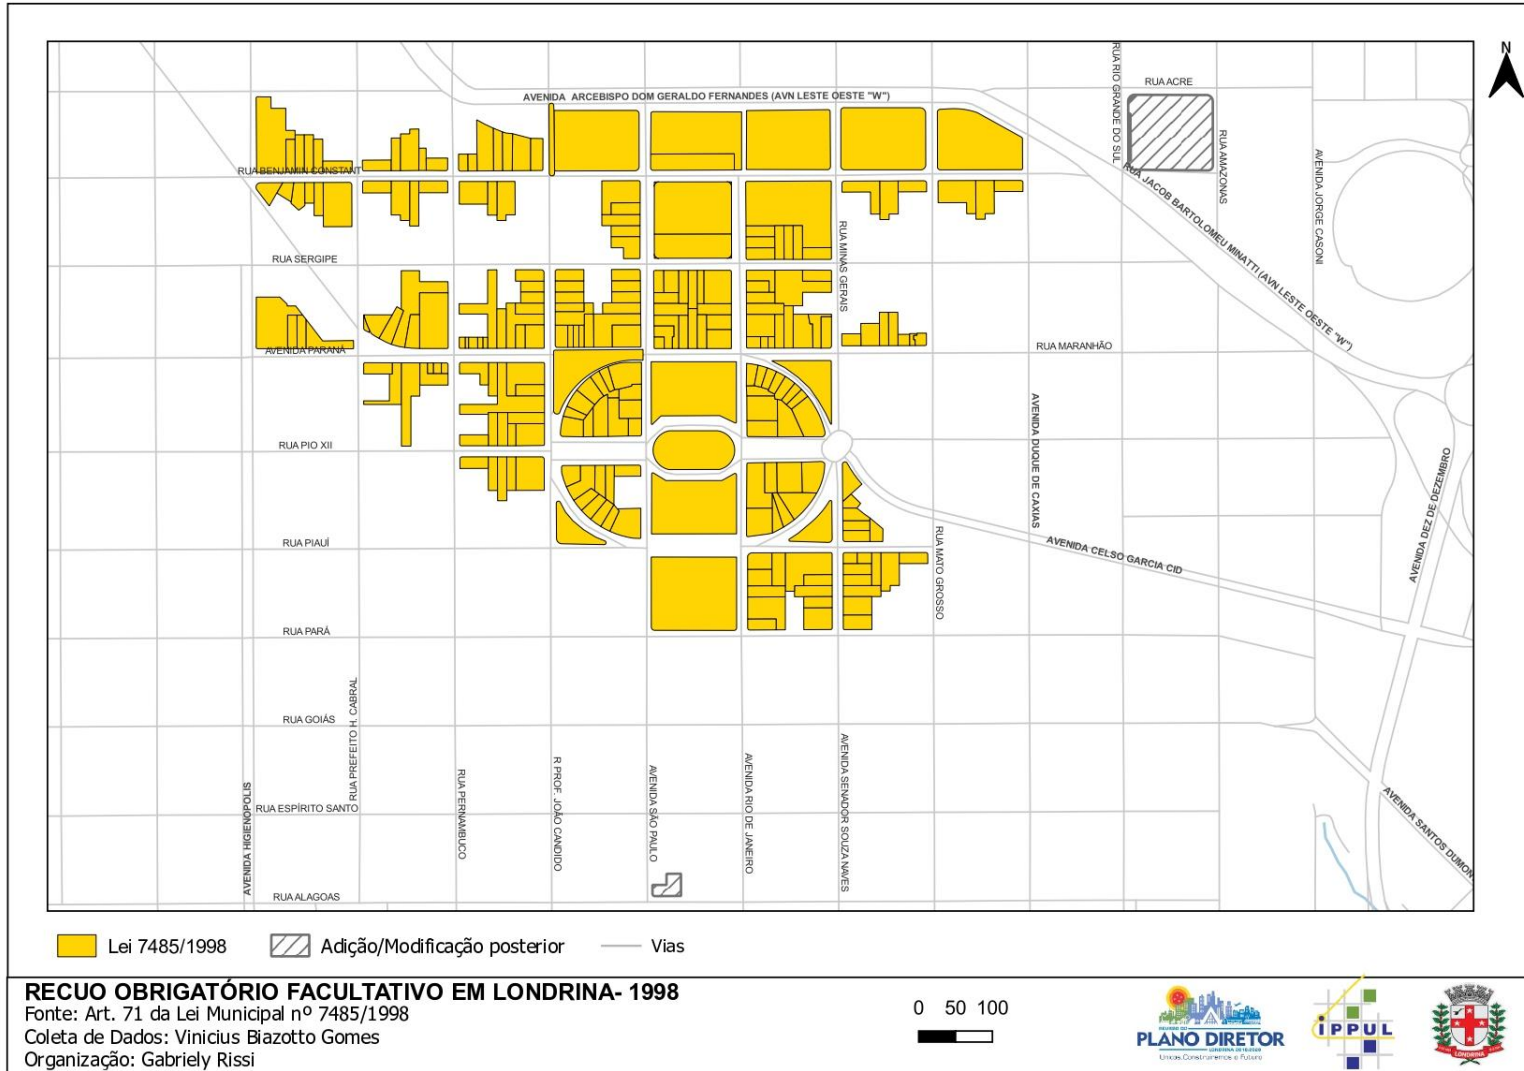 N
RUA ACRE
AVENIDA ARCEBISPO DOM GERALDO FERNANDES (AVN LESTE OESTE "W")
RUA RIO GRANDE DO SUL
RUA AMAZONAS
AVENIDA JORGE CASONI
RUA BENJAMIN CONSTANT
RUA JACOB BARTOLOMEU MINATTI (AVN LESTE OESTE "W")
RUA MINAS GERAIS
RUA SERGIPE
AVENIDA PARANÁ
RUA MARANHÃO
AVENIDA DUQUE DE CAXIAS
RUA PIO XII
AVENIDA DEZ DE DEZEMBRO
RUA PIAUÍ
RUA MATO GROSSO
AVENIDA CELSO GARCIA CID
RUA PARÁ
RUA PREFEITO H. CABRAL
RUA GOIÁS
AVENIDA HIGIENOPOLIS
RUA ESPÍRITO SANTO
RUA PERNAMBUCO
R PROF. JOÃO CANDIDO
AVENIDA SÃO PAULO
AVENIDA RIO DE JANEIRO
AVENIDA SENADOR SOUZA NAVES
AVENIDA SANTOS DUMON
RUA ALAGOAS
Lei 7485/1998
Adição/Modificação posterior
Vias
RECUO OBRIGATÓRIO FACULTATIVO EM LONDRINA- 1998
Fonte: Art. 71 da Lei Municipal nº 7485/1998
Coleta de Dados: Vinicius Biazotto Gomes
Organização: Gabriely Rissi
0 50 100
PLANO DIRETOR
Unidos Construiremos o Futuro
iPPUL
LONDRINA